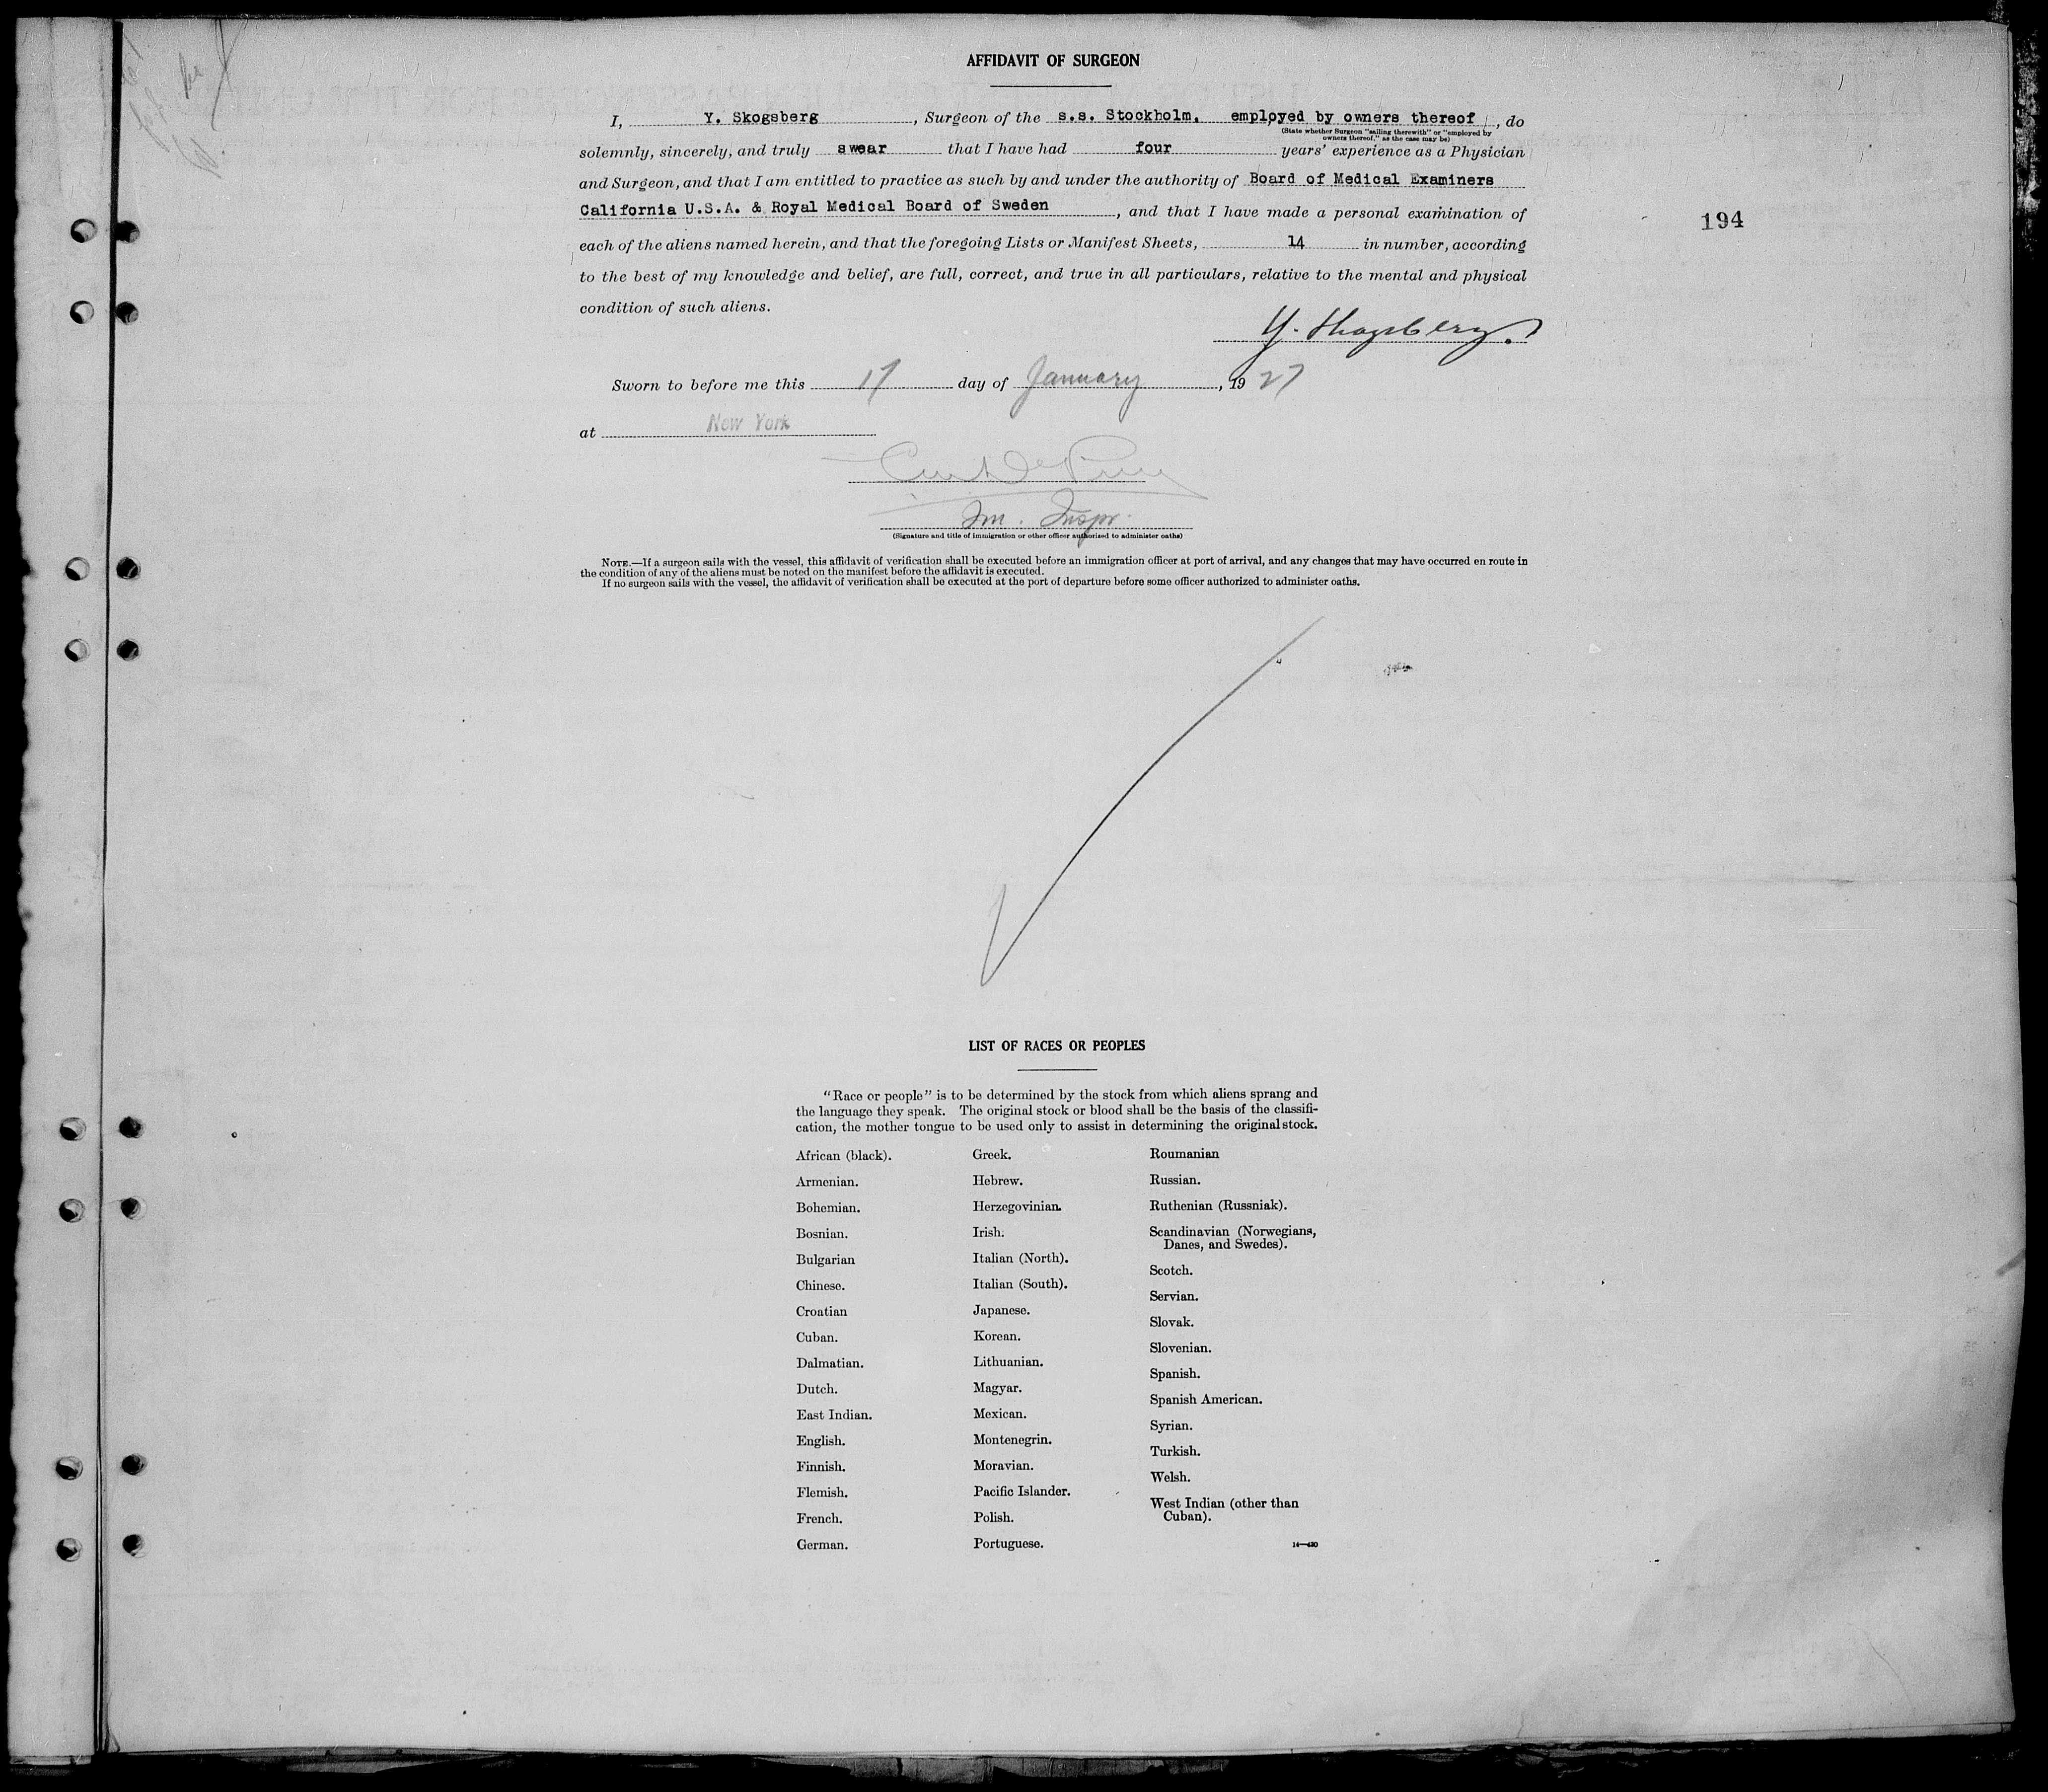 AFFIDAVIT OF SURGEON
I, Y. Skogsberg, Surgeon of the s.s. Stockholm, employed by owners thereof, do
(State whether Surgeon "sailing therewith" or "employed by
owners thereof," as the case may be)
solemnly, sincerely, and truly swear that I have had four years' experience as a Physician
and Surgeon, and that I am entitled to practice as such by and under the authority of Board of Medical Examiners
California U.S.A. & Royal Medical Board of Sweden, and that I have made a personal examination of
194
each of the aliens named herein, and that the foregoing Lists or Manifest Sheets, 14 in number, according
to the best of my knowledge and belief, are full, correct, and true in all particulars, relative to the mental and physical
condition of such aliens.
Y. Skogsberg.
Sworn to before me this 17 day of January, 1927
at New York
Im. Inspr.
(Signature and title of immigration or other officer authorized to administer oaths)
NOTE.—If a surgeon sails with the vessel, this affidavit of verification shall be executed before an immigration officer at port of arrival, and any changes that may have occurred en route in
the condition of any of the aliens must be noted on the manifest before the affidavit is executed.
If no surgeon sails with the vessel, the affidavit of verification shall be executed at the port of departure before some officer authorized to administer oaths.
LIST OF RACES OR PEOPLES
"Race or people" is to be determined by the stock from which aliens sprang and
the language they speak. The original stock or blood shall be the basis of the classifi-
cation, the mother tongue to be used only to assist in determining the original stock.
African (black).
Armenian.
Bohemian.
Bosnian.
Bulgarian
Chinese.
Croatian
Cuban.
Dalmatian.
Dutch.
East Indian.
English.
Finnish.
Flemish.
French.
German.
Greek.
Hebrew.
Herzegovinian.
Irish.
Italian (North).
Italian (South).
Japanese.
Korean.
Lithuanian.
Magyar.
Mexican.
Montenegrin.
Moravian.
Pacific Islander.
Polish.
Portuguese.
Roumanian
Russian.
Ruthenian (Russniak).
Scandinavian (Norwegians,
Danes, and Swedes).
Scotch.
Servian.
Slovak.
Slovenian.
Spanish.
Spanish American.
Syrian.
Turkish.
Welsh.
West Indian (other than
Cuban).